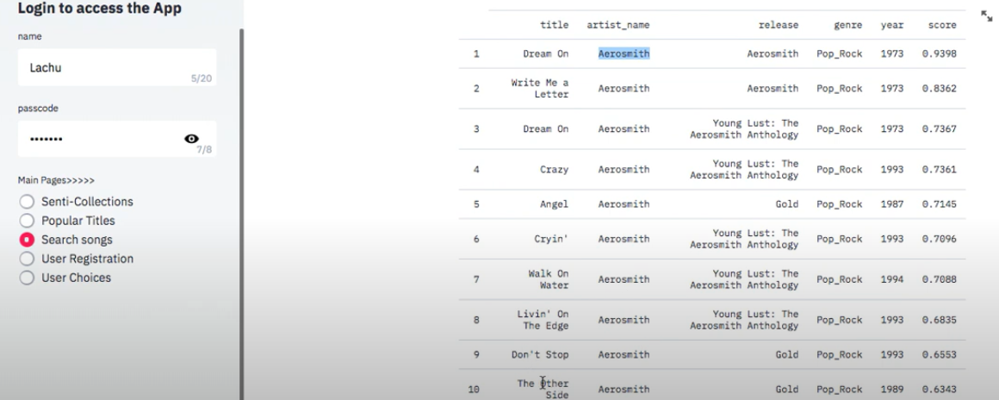 Login to access the App
name
Lachu
5/20
passcode
•••••••
7/8
Main Pages>>>>>
Senti-Collections
Popular Titles
Search songs
User Registration
User Choices
title artist_name release genre year score
1 Dream On Aerosmith Aerosmith Pop_Rock 1973 0.9398
2 Write Me a Letter Aerosmith Aerosmith Pop_Rock 1973 0.8362
3 Dream On Aerosmith Young Lust: The Aerosmith Anthology Pop_Rock 1973 0.7367
4 Crazy Aerosmith Young Lust: The Aerosmith Anthology Pop_Rock 1993 0.7361
5 Angel Aerosmith Gold Pop_Rock 1987 0.7145
6 Cryin' Aerosmith Young Lust: The Aerosmith Anthology Pop_Rock 1993 0.7096
7 Walk On Water Aerosmith Young Lust: The Aerosmith Anthology Pop_Rock 1994 0.7088
8 Livin' On The Edge Aerosmith Young Lust: The Aerosmith Anthology Pop_Rock 1993 0.6835
9 Don't Stop Aerosmith Gold Pop_Rock 1993 0.6553
10 The Other Side Aerosmith Gold Pop_Rock 1989 0.6343